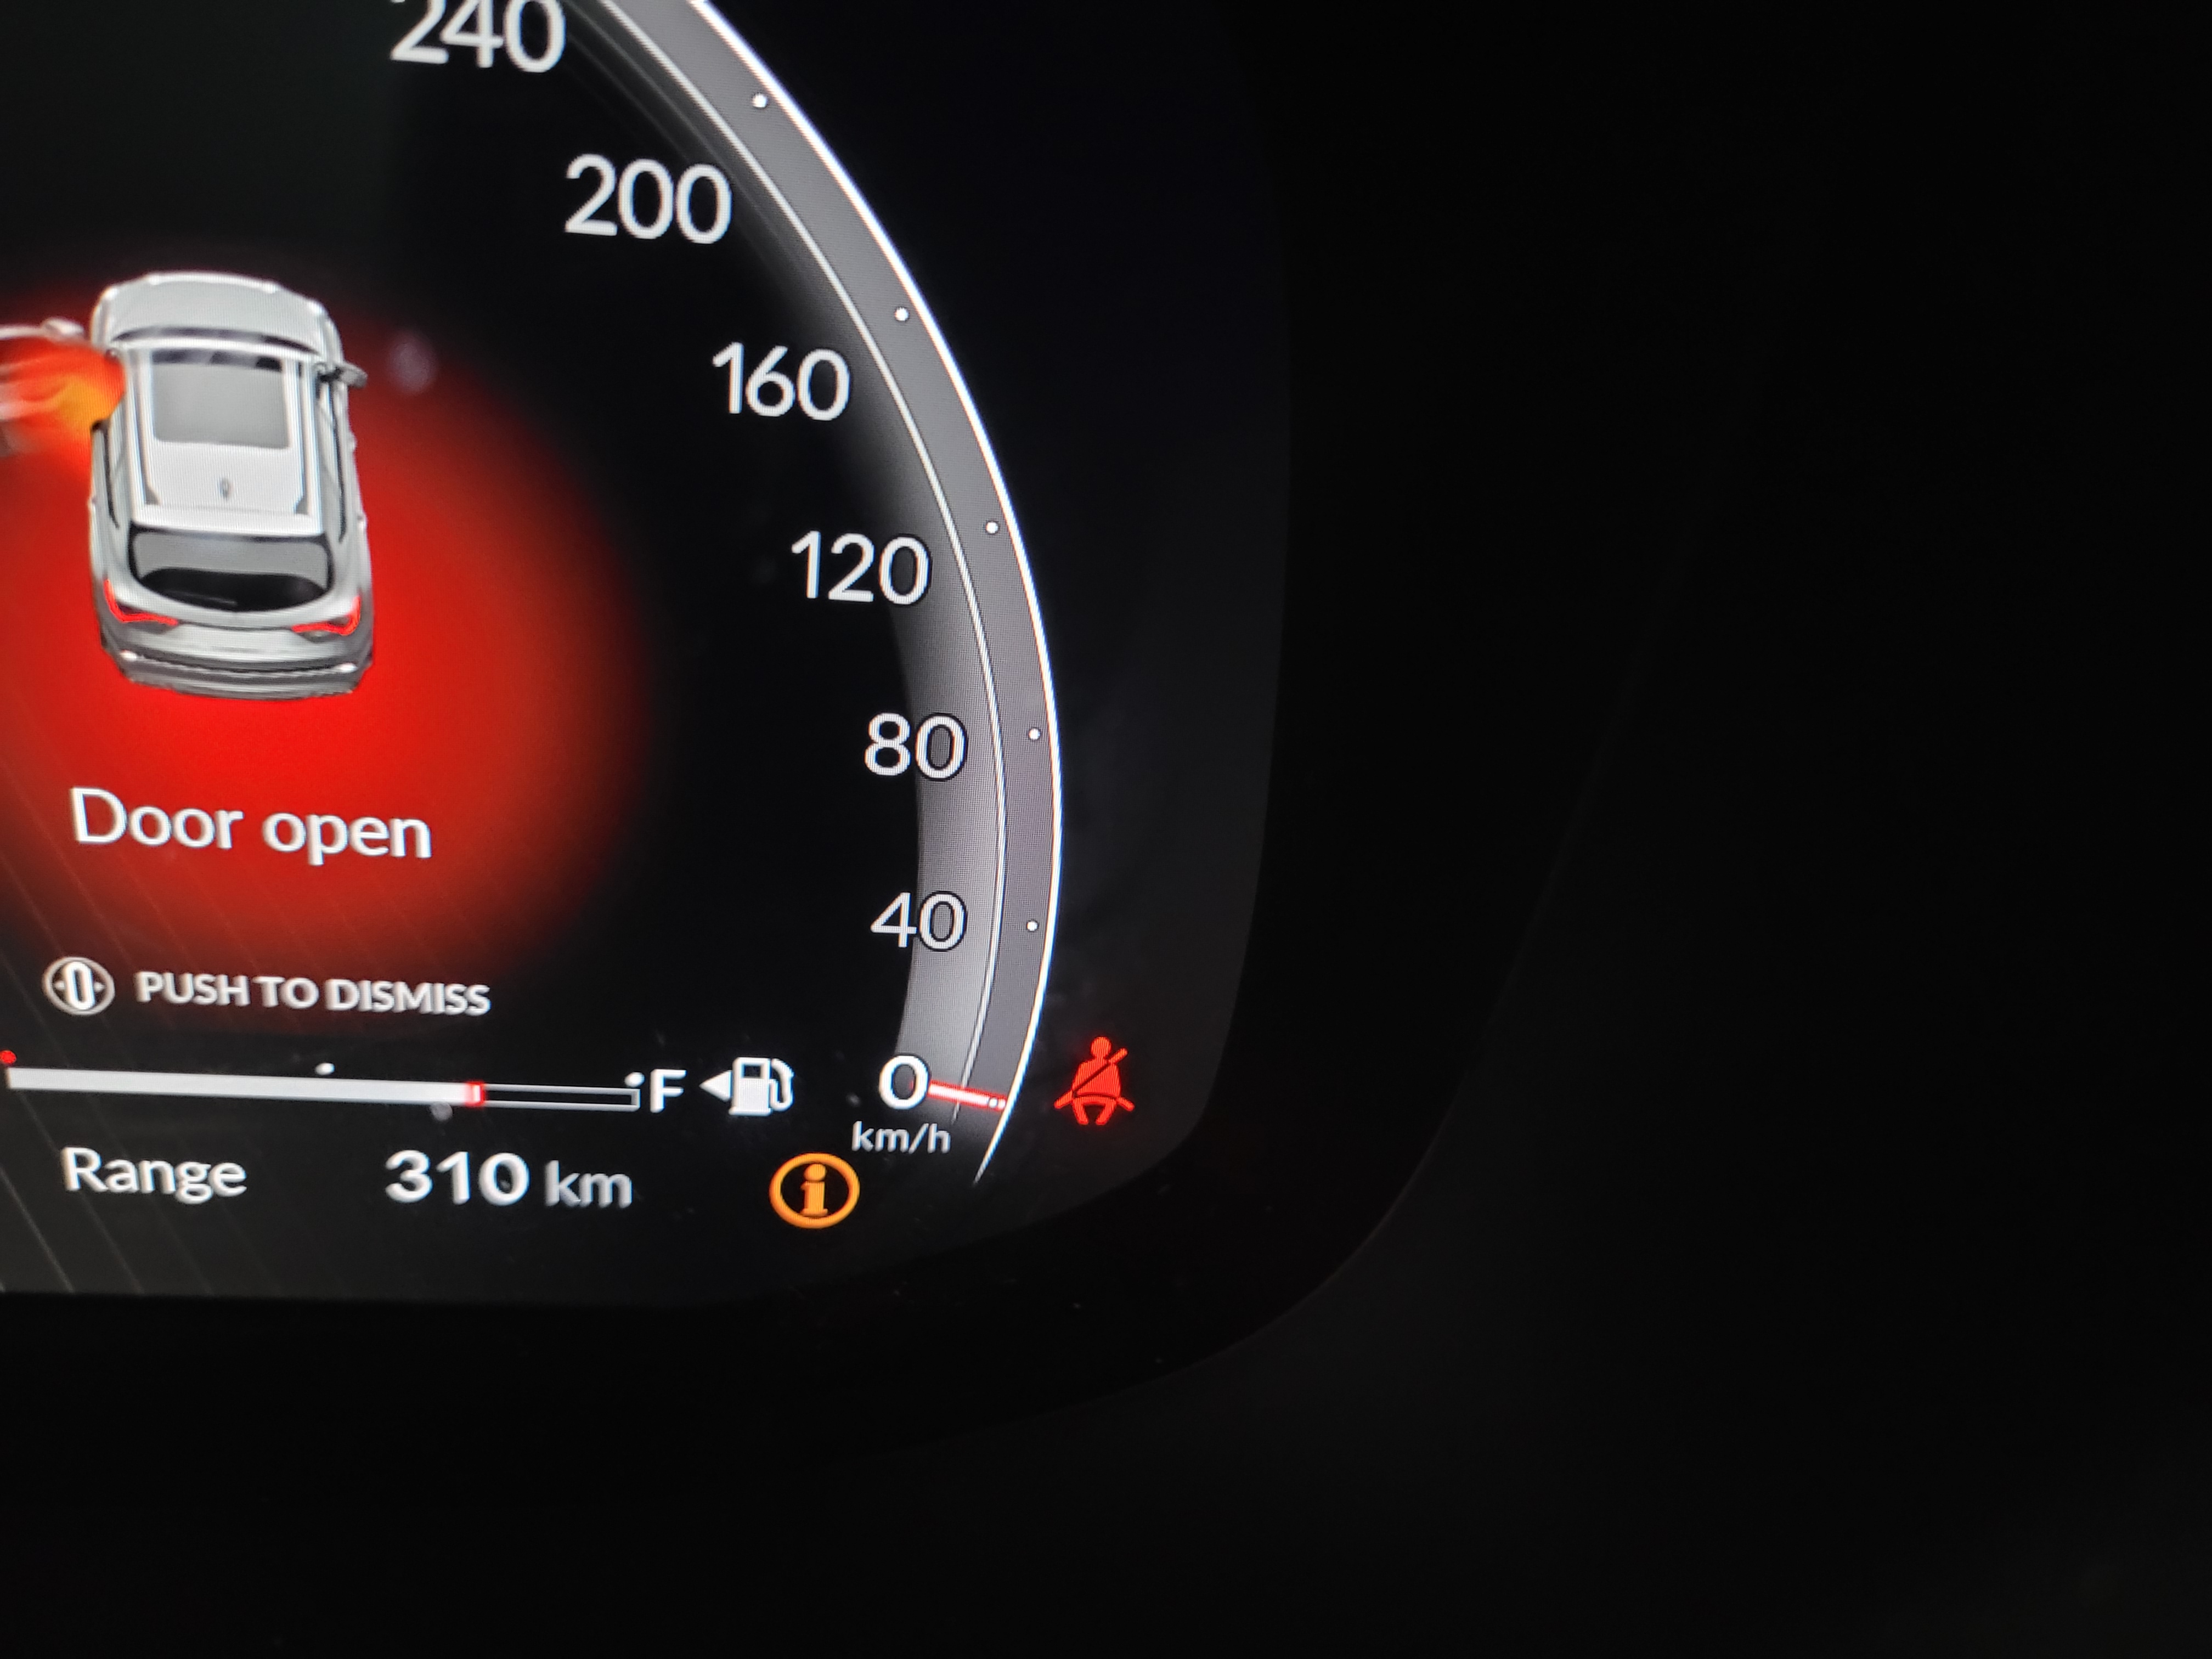 240
200
160
120
80
Door open
40
PUSH TO DISMISS
F
0
km/h
Range 310 km